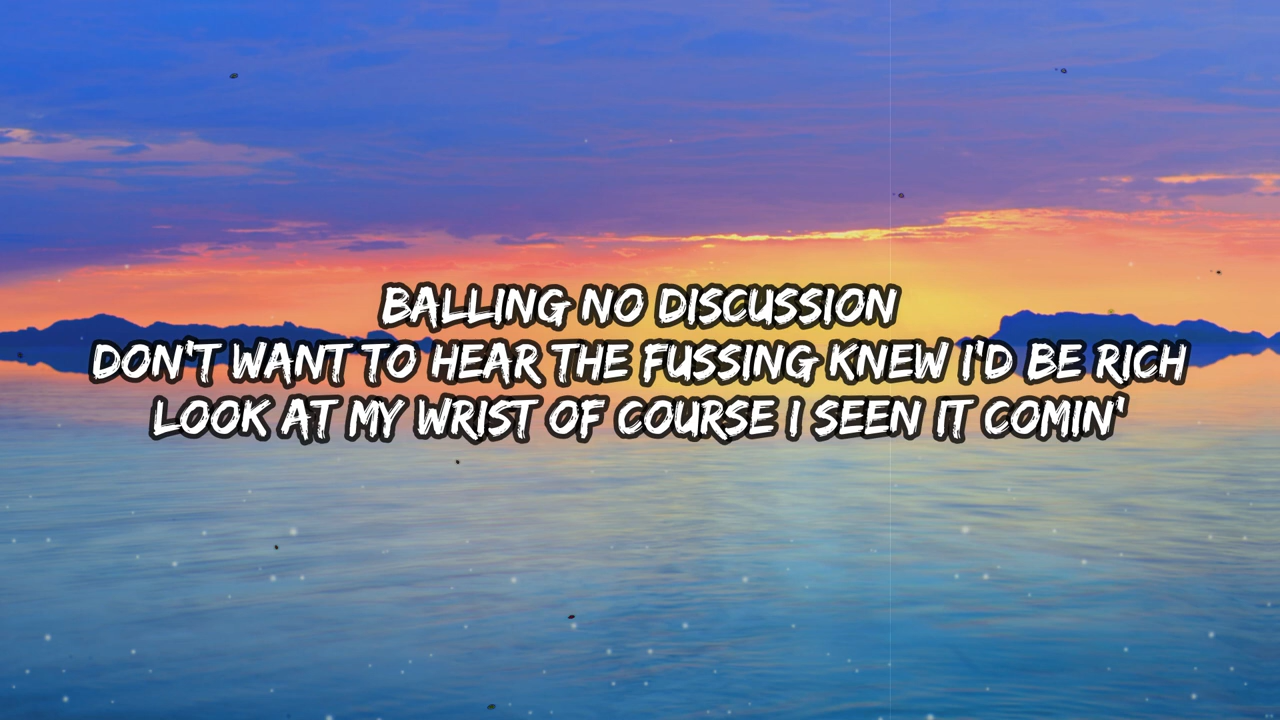 BALLING NO DISCUSSION
DON'T WANT TO HEAR THE FUSSING KNEW I'D BE RICH
LOOK AT MY WRIST OF COURSE I SEEN IT COMIN'